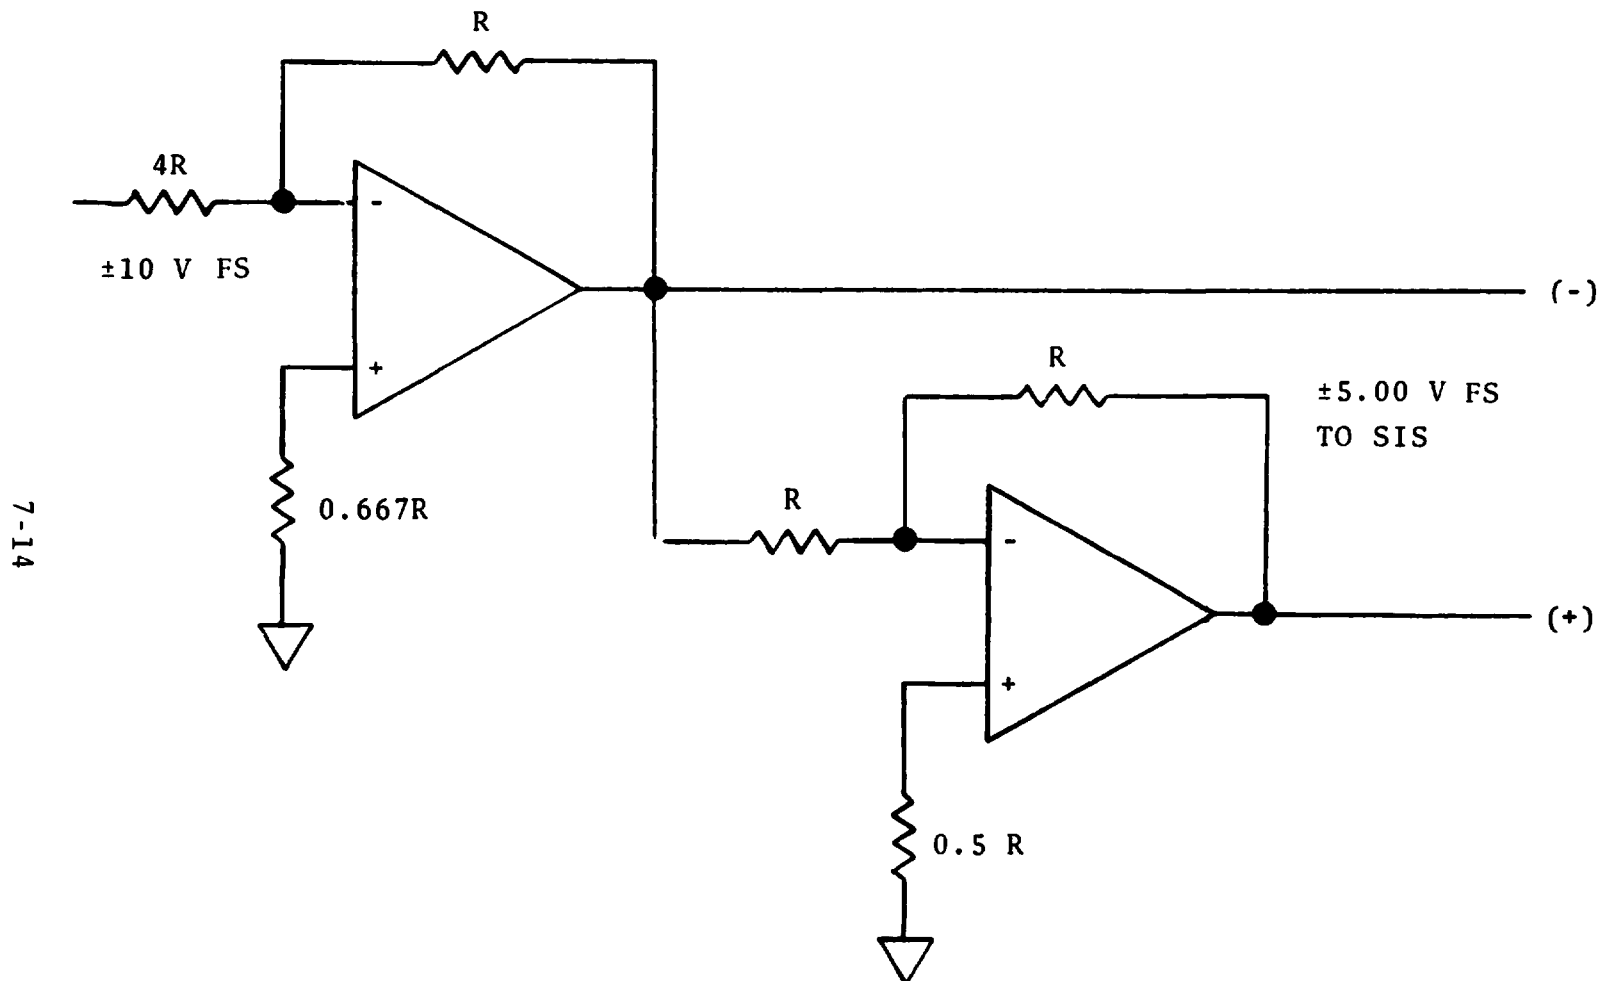 R
4R
-
±10 V FS
+
(-)
R
±5.00 V FS
TO SIS
0.667R
R
-
(+)
+
0.5 R
7-14